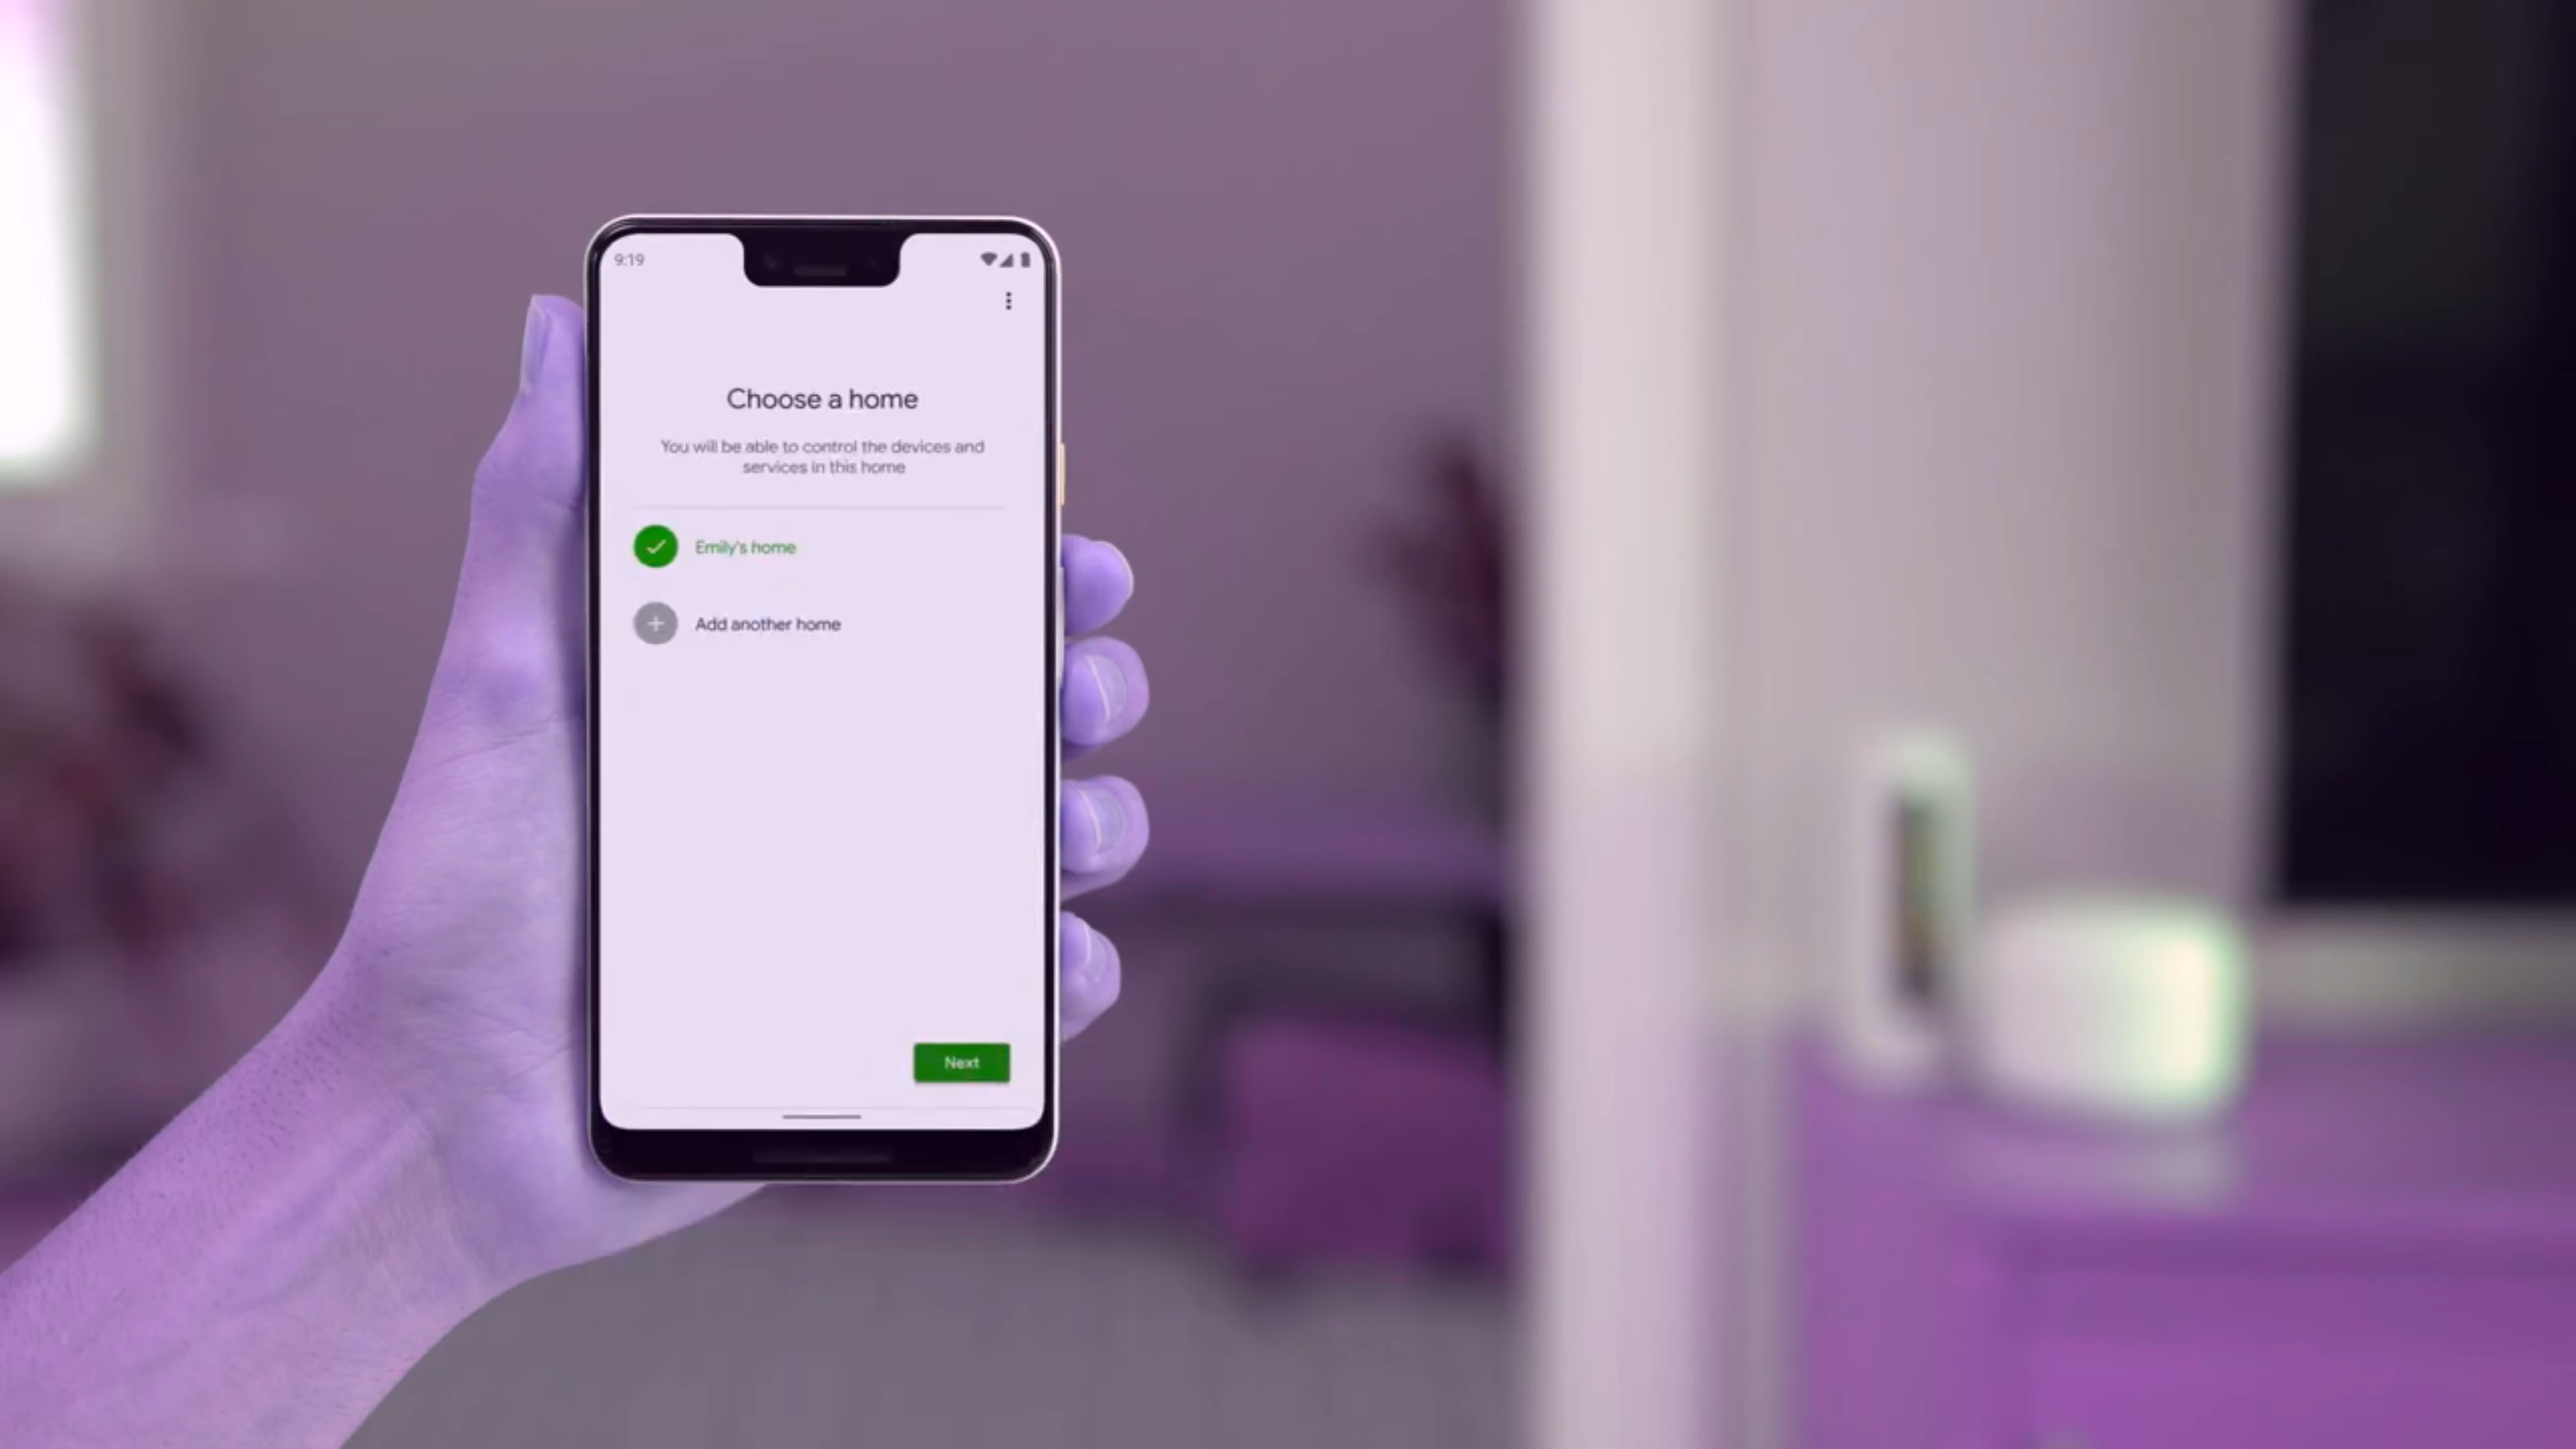 9:19
Choose a home
You will be able to control the devices and
services in this home
Emily's home
Add another home
Next